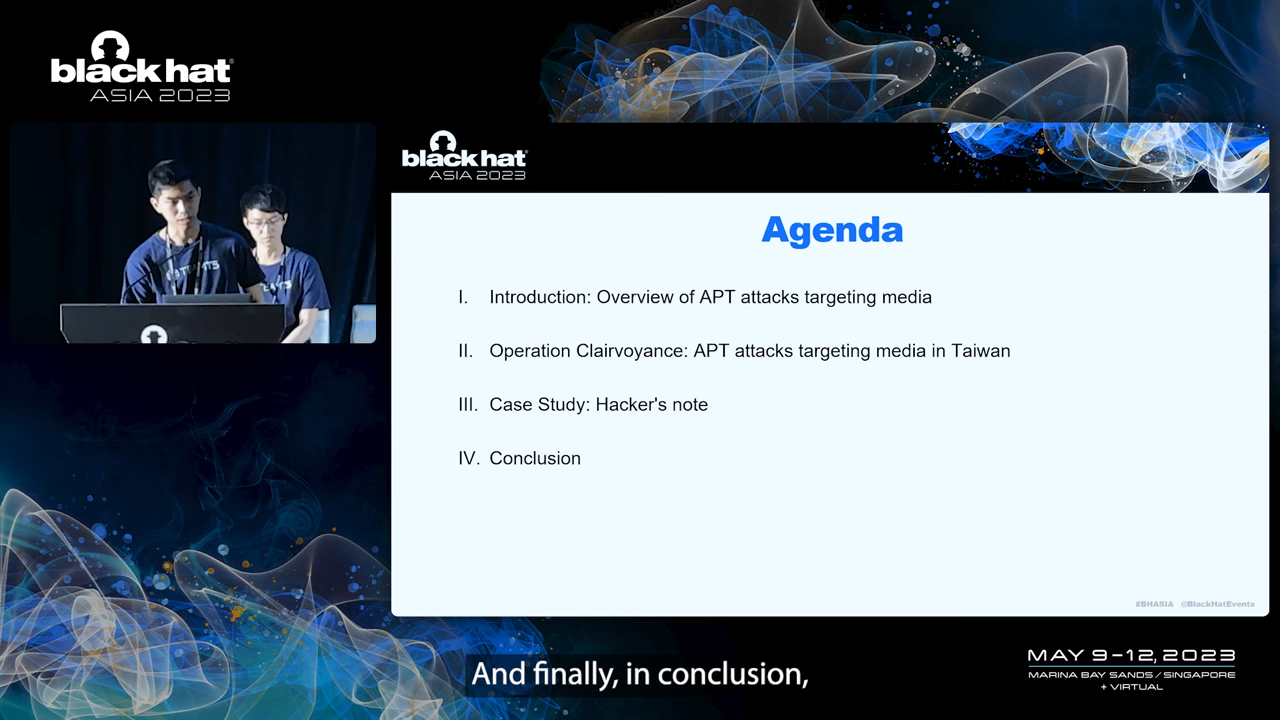 black hat
ASIA 2023
black hat
ASIA 2023
Agenda
I. Introduction: Overview of APT attacks targeting media
II. Operation Clairvoyance: APT attacks targeting media in Taiwan
III. Case Study: Hacker's note
IV. Conclusion
#BHASIA @BlackHatEvents
And finally, in conclusion,
MAY 9-12, 2023
MARINA BAY SANDS / SINGAPORE
+ VIRTUAL